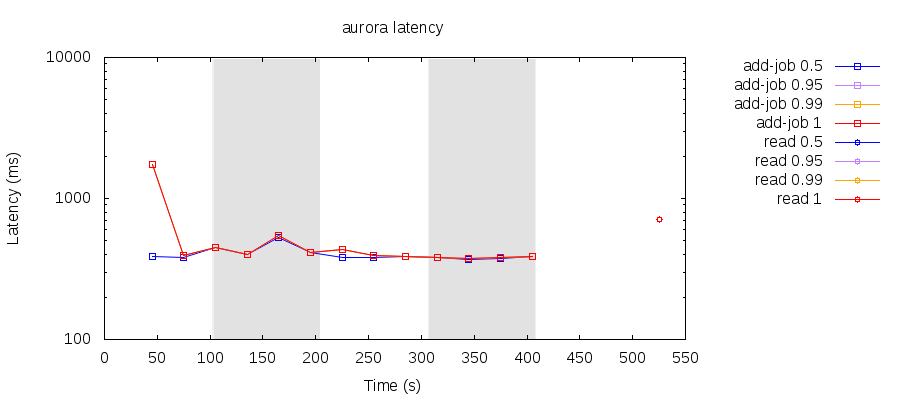 aurora latency
10000
1000
100
Latency (ms)
0 50 100 150 200 250 300 350 400 450 500 550
Time (s)
add-job 0.5
add-job 0.95
add-job 0.99
add-job 1
read 0.5
read 0.95
read 0.99
read 1